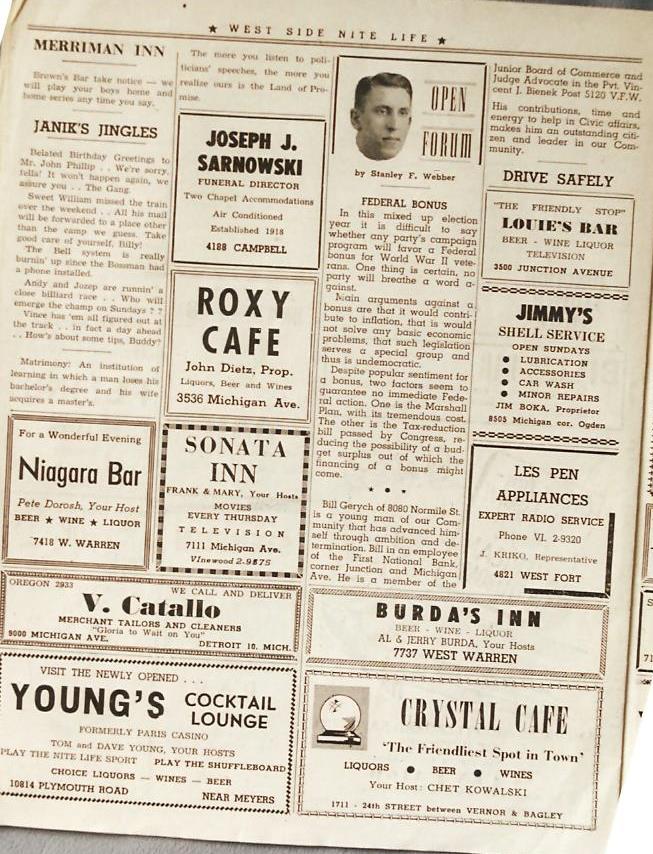 ★ WEST SIDE NITE LIFE ★
MERRIMAN INN
Brown's Bar take notice — we
will play your boys home and
home series any time you say.
JANIK'S JINGLES
Belated Birthday Greetings to
Mr. John Phillip . . We're sorry,
fella! It won't happen again, we
assure you . . The Gang.
Sweet William missed the train
over the weekend . . All his mail
will be forwarded to a place other
than the camp we guess. Take
good care of yourself, Billy!
The Bell system is really
burnin' up since the Bossman had
a phone installed.
Andy and Jozep are runnin' a
close billiard race . . Who will
emerge the champ on Sundays ? ?
Vince has 'em all figured out at
the track . . in fact a day ahead
. . How's about some tips, Buddy?
Matrimony: An institution of
learning in which a man loses his
bachelor's degree and his wife
acquires a master's.
For a Wonderful Evening
Niagara Bar
Pete Dorosh, Your Host
BEER ★ WINE ★ LIQUOR
7418 W. WARREN
The more you listen to poli-
ticians' speeches, the more you
realize ours is the Land of Pro-
mise.
JOSEPH J.
SARNOWSKI
FUNERAL DIRECTOR
Two Chapel Accommodations
Air Conditioned
Established 1918
4188 CAMPBELL
ROXY
CAFE
John Dietz, Prop.
Liquors, Beer and Wines
3536 Michigan Ave.
SONATA
INN
FRANK & MARY, Your Hosts
MOVIES
EVERY THURSDAY
TELEVISION
7111 Michigan Ave.
VInewood 2-9875
OREGON 2933
WE CALL AND DELIVER
V. Catallo
MERCHANT TAILORS AND CLEANERS
"Gloria to Wait on You"
9000 MICHIGAN AVE.
DETROIT 10, MICH.
VISIT THE NEWLY OPENED . . .
YOUNG'S COCKTAIL
LOUNGE
FORMERLY PARIS CASINO
TOM and DAVE YOUNG, YOUR HOSTS
PLAY THE NITE LIFE SPORT PLAY THE SHUFFLEBOARD
CHOICE LIQUORS — WINES — BEER
10814 PLYMOUTH ROAD
NEAR MEYERS
OPEN
FORUM
by Stanley F. Webber
FEDERAL BONUS
In this mixed up election
year it is difficult to say
whether any party's campaign
program will favor a Federal
bonus for World War II vete-
rans. One thing is certain, no
party will breathe a word a-
gainst.
Main arguments against a
bonus are that it would contri-
bute to inflation, that is would
not solve any basic economic
problems, that such legislation
serves a special group and
thus is undemocratic.
Despite popular sentiment for
a bonus, two factors seem to
guarantee no immediate Fede-
ral action. One is the Marshall
Plan, with its tremendous cost.
The other is the Tax-reduction
bill passed by Congress, re-
ducing the possibility of a bud-
get surplus out of which the
financing of a bonus might
come.
* * *
Bill Gerych of 8080 Normile St.
is a young man of our Com-
munity that has advanced him-
self through ambition and de-
termination. Bill in an employee
of the First National Bank,
corner Junction and Michigan
Ave. He is a member of the
Junior Board of Commerce and
Judge Advocate in the Pvt. Vin-
cent J. Bienek Post 5120 V.F.W.
His contributions, time and
energy to help in Civic affairs,
makes him an outstanding citi-
zen and leader in our Com-
munity.
DRIVE SAFELY
"THE FRIENDLY STOP"
LOUIE'S BAR
BEER - WINE LIQUOR
TELEVISION
3500 JUNCTION AVENUE
JIMMY'S
SHELL SERVICE
OPEN SUNDAYS
● LUBRICATION
● ACCESSORIES
● CAR WASH
● MINOR REPAIRS
JIM BOKA, Proprietor
8505 Michigan cor. Ogden
LES PEN
APPLIANCES
EXPERT RADIO SERVICE
Phone VI. 2-9320
J. KRIKO, Representative
4821 WEST FORT
BURDA'S INN
BEER - WINE - LIQUOR
AL & JERRY BURDA, Your Hosts
7737 WEST WARREN
CRYSTAL CAFE
'The Friendliest Spot in Town'
LIQUORS ● BEER ● WINES
Your Host: CHET KOWALSKI
1711 - 24th STREET between VERNOR & BAGLEY